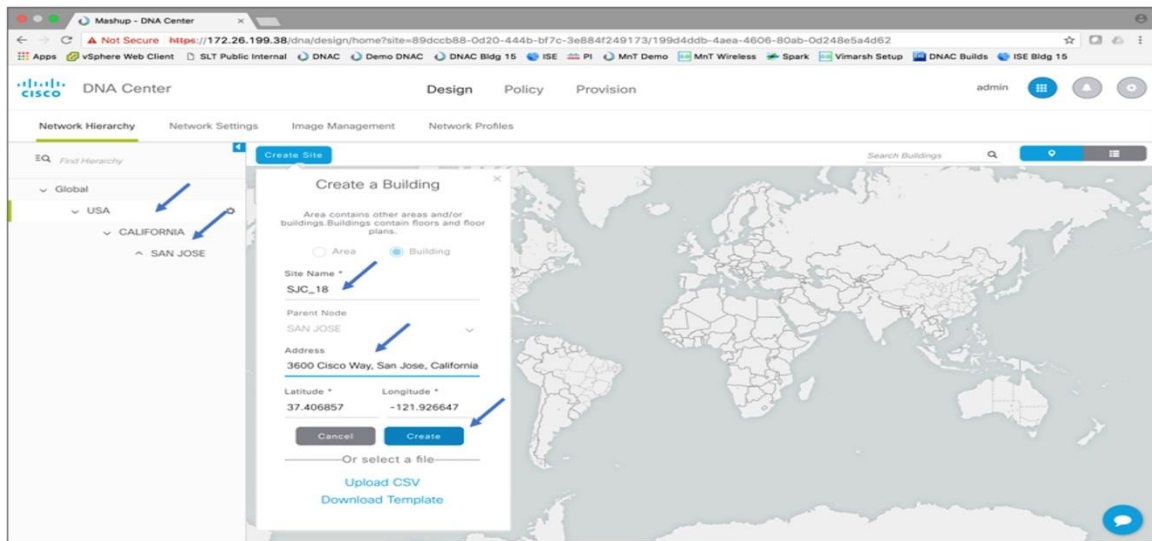 Mashup - DNA Center
Not Secure https://172.26.199.38/dna/design/home?site=89dccb88-0d20-444b-bf7c-3e884f249173/199d4ddb-4aea-4606-80ab-0d248e5a4d62
Apps vSphere Web Client SLT Public Internal DNAC Demo DNAC DNAC Bldg 15 ISE PI MnT Demo MnT Wireless Spark Vimarsh Setup DNAC Builds ISE Bldg 15
CISCO DNA Center Design Policy Provision admin
Network Hierarchy Network Settings Image Management Network Profiles
Find Hierarchy
Create Site
Search Buildings
Global
USA
CALIFORNIA
SAN JOSE
Create a Building
Area contains other areas and/or
buildings.Buildings contain floors and floor
plans.
Area Building
Site Name *
SJC_18
Parent Node
SAN JOSE
Address
3600 Cisco Way, San Jose, California
Latitude * Longitude *
37.406857 -121.926647
Cancel Create
Or select a file
Upload CSV
Download Template